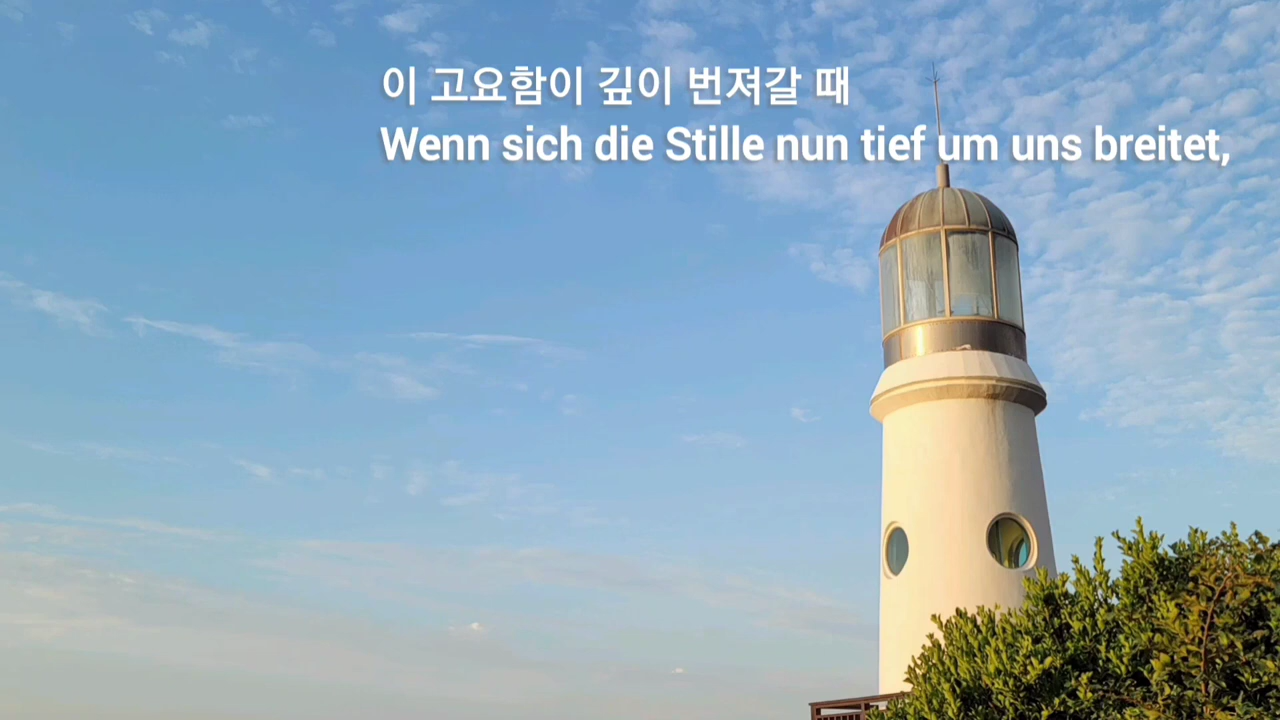 이 고요함이 깊이 번져갈 때
Wenn sich die Stille nun tief um uns breitet,